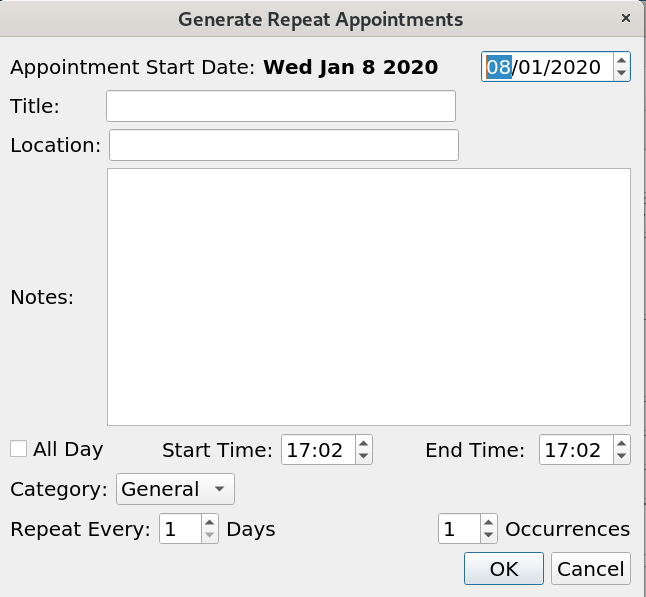 Generate Repeat Appointments ×
Appointment Start Date: Wed Jan 8 2020 08/01/2020
Title:
Location:
Notes:
All Day Start Time: 17:02 End Time: 17:02
Category: General
Repeat Every: 1 Days 1 Occurrences
OK Cancel